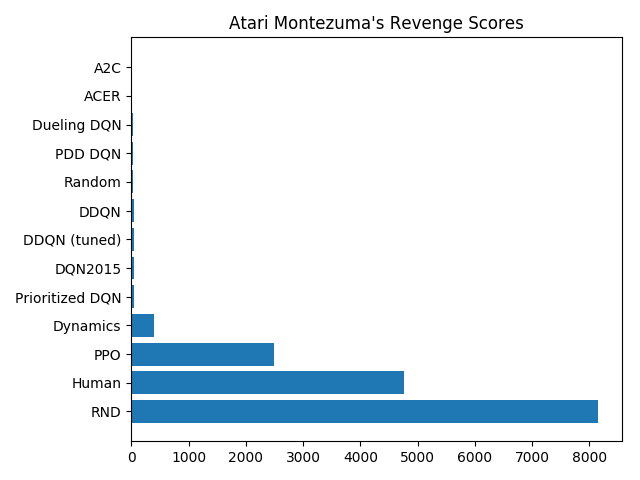 Atari Montezuma's Revenge Scores
A2C
ACER
Dueling DQN
PDD DQN
Random
DDQN
DDQN (tuned)
DQN2015
Prioritized DQN
Dynamics
PPO
Human
RND
0 1000 2000 3000 4000 5000 6000 7000 8000